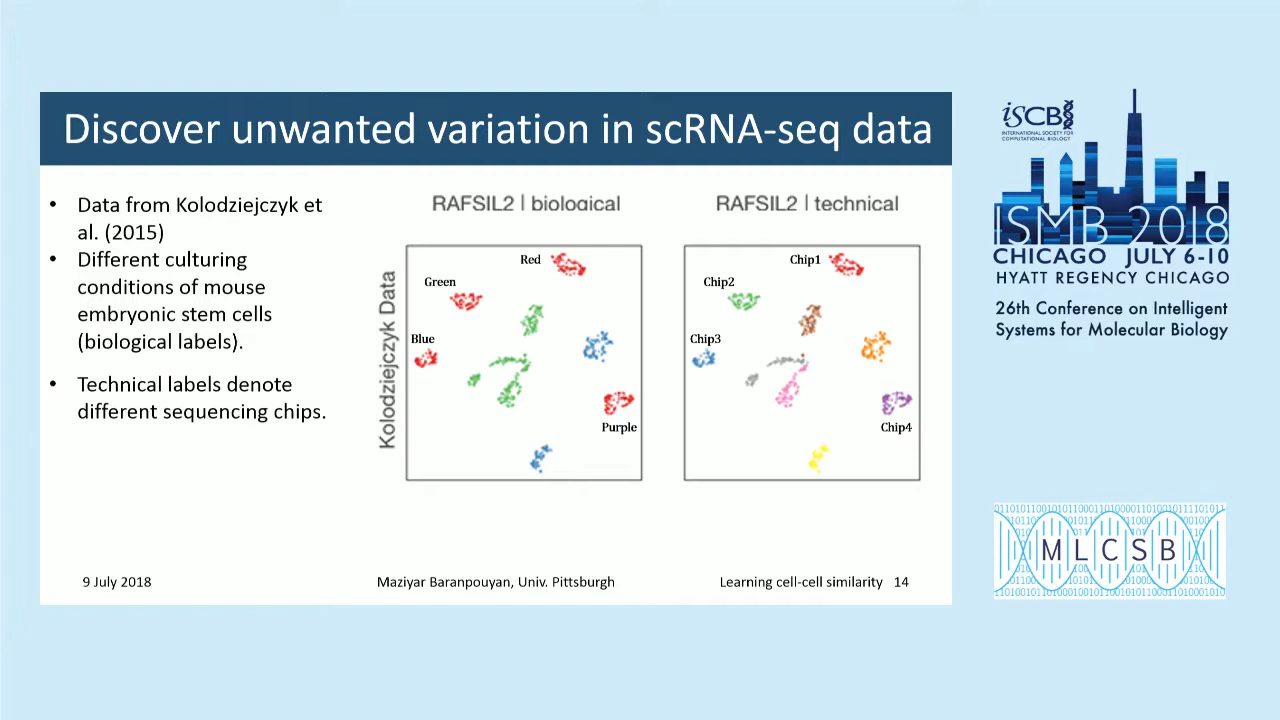 Discover unwanted variation in scRNA-seq data
• Data from Kolodziejczyk et
al. (2015)
• Different culturing
conditions of mouse
embryonic stem cells
(biological labels).
• Technical labels denote
different sequencing chips.
RAFSIL2 | biological
RAFSIL2 | technical
Kolodziejczyk Data
Red
Green
Blue
Purple
Chip1
Chip2
Chip3
Chip4
9 July 2018
Maziyar Baranpouyan, Univ. Pittsburgh
Learning cell-cell similarity 14
iSCB
INTERNATIONAL SOCIETY FOR
COMPUTATIONAL BIOLOGY
ISMB 2018
CHICAGO JULY 6-10
HYATT REGENCY CHICAGO
26th Conference on Intelligent
Systems for Molecular Biology
MLCSB